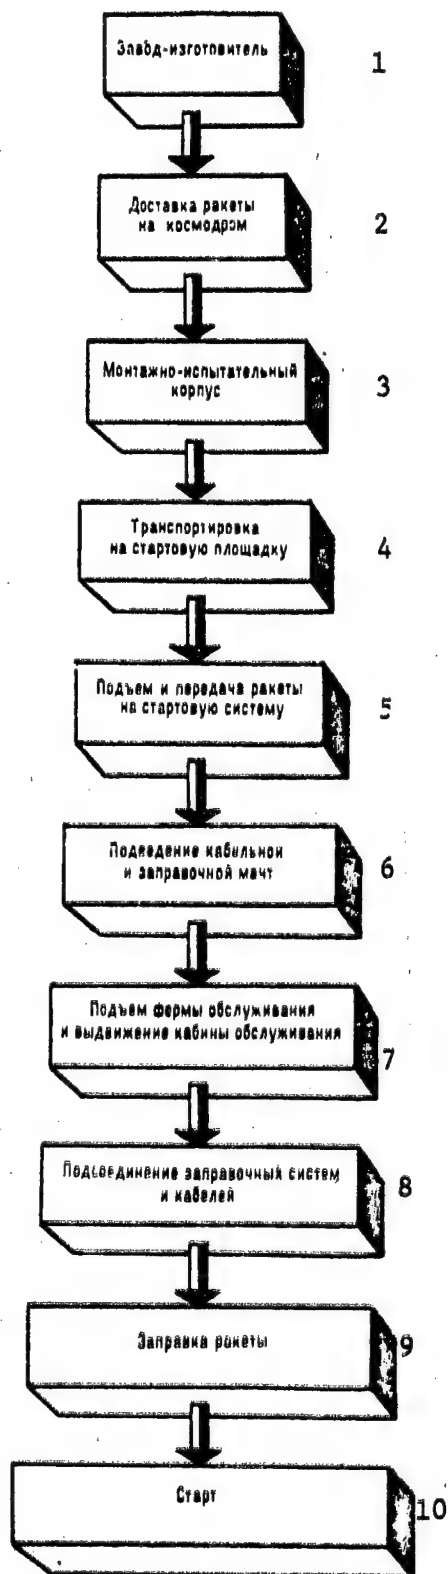 Завод-изготовитель
1
Доставка ракеты
на космодром
2
Монтажно-испытательный
корпус
3
Транспортировка
на стартовую площадку
4
Подъем и передача ракеты
на стартовую систему
5
Подведение кабельной
и заправочной мачт
6
Подъем фермы обслуживания
и выдвижение кабины обслуживания
7
Подсоединение заправочных систем
и кабелей
8
Заправка ракеты
9
Старт
10